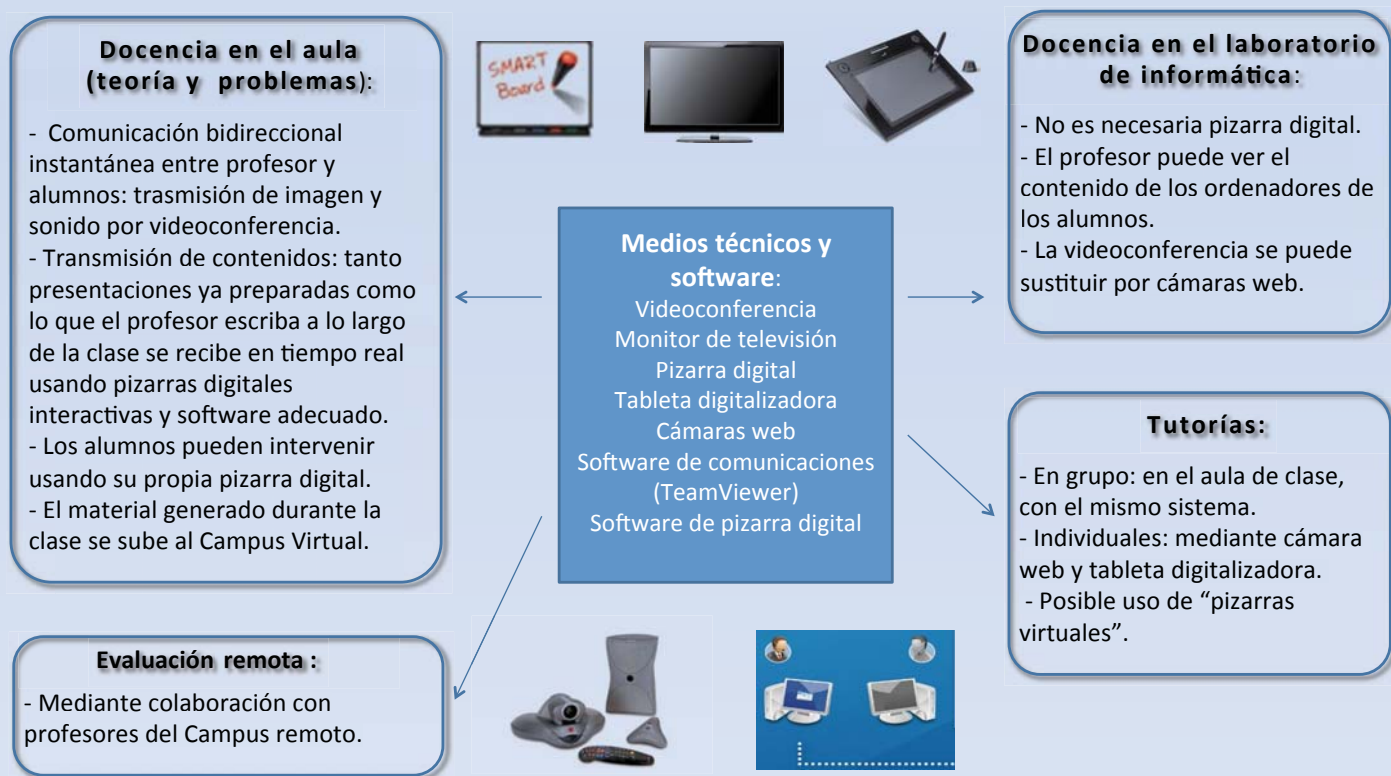 Docencia en el aula
(teoría y problemas):
- Comunicación bidireccional
instantánea entre profesor y
alumnos: trasmisión de imagen y
sonido por videoconferencia.
- Transmisión de contenidos: tanto
presentaciones ya preparadas como
lo que el profesor escriba a lo largo
de la clase se recibe en tiempo real
usando pizarras digitales
interactivas y software adecuado.
- Los alumnos pueden intervenir
usando su propia pizarra digital.
- El material generado durante la
clase se sube al Campus Virtual.
SMART
Board
Medios técnicos y
software:
Videoconferencia
Monitor de televisión
Pizarra digital
Tableta digitalizadora
Cámaras web
Software de comunicaciones
(TeamViewer)
Software de pizarra digital
Docencia en el laboratorio
de informática:
- No es necesaria pizarra digital.
- El profesor puede ver el
contenido de los ordenadores de
los alumnos.
- La videoconferencia se puede
sustituir por cámaras web.
Tutorías:
- En grupo: en el aula de clase,
con el mismo sistema.
- Individuales: mediante cámara
web y tableta digitalizadora.
- Posible uso de “pizarras
virtuales”.
Evaluación remota :
- Mediante colaboración con
profesores del Campus remoto.